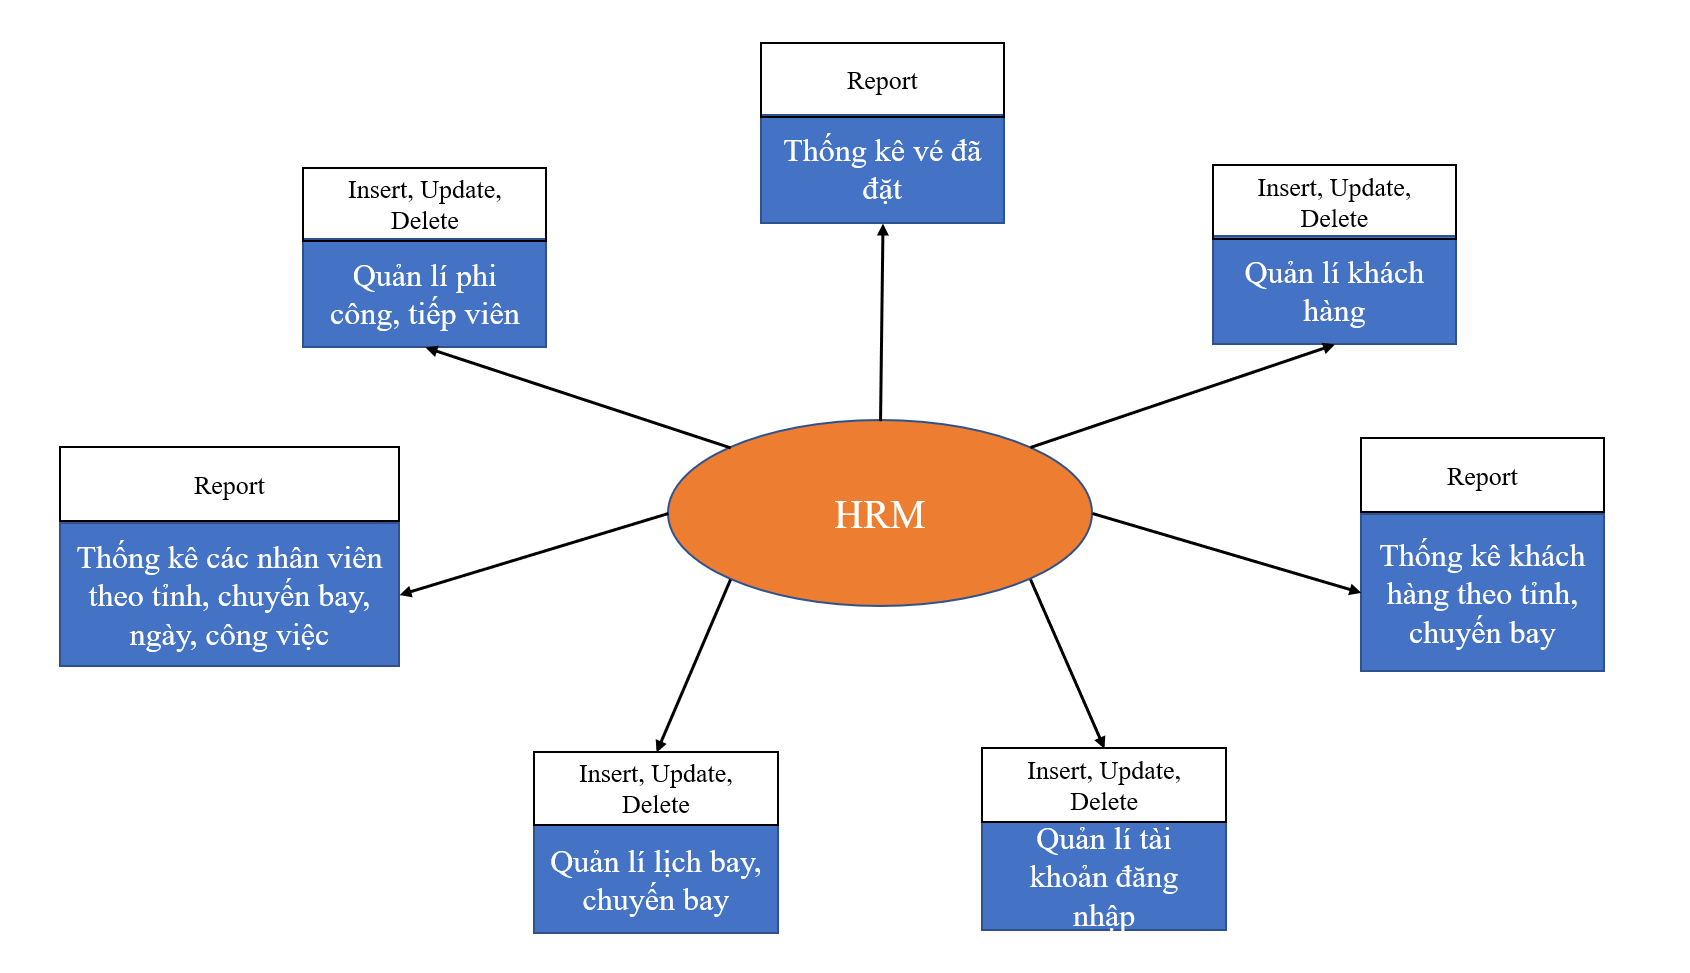 Report
Thống kê vé đã
đặt
Insert, Update,
Delete
Quản lí phi
công, tiếp viên
Insert, Update,
Delete
Quản lí khách
hàng
Report
Thống kê các nhân viên
theo tỉnh, chuyến bay,
ngày, công việc
HRM
Report
Thống kê khách
hàng theo tỉnh,
chuyến bay
Insert, Update,
Delete
Quản lí lịch bay,
chuyến bay
Insert, Update,
Delete
Quản lí tài
khoản đăng
nhập